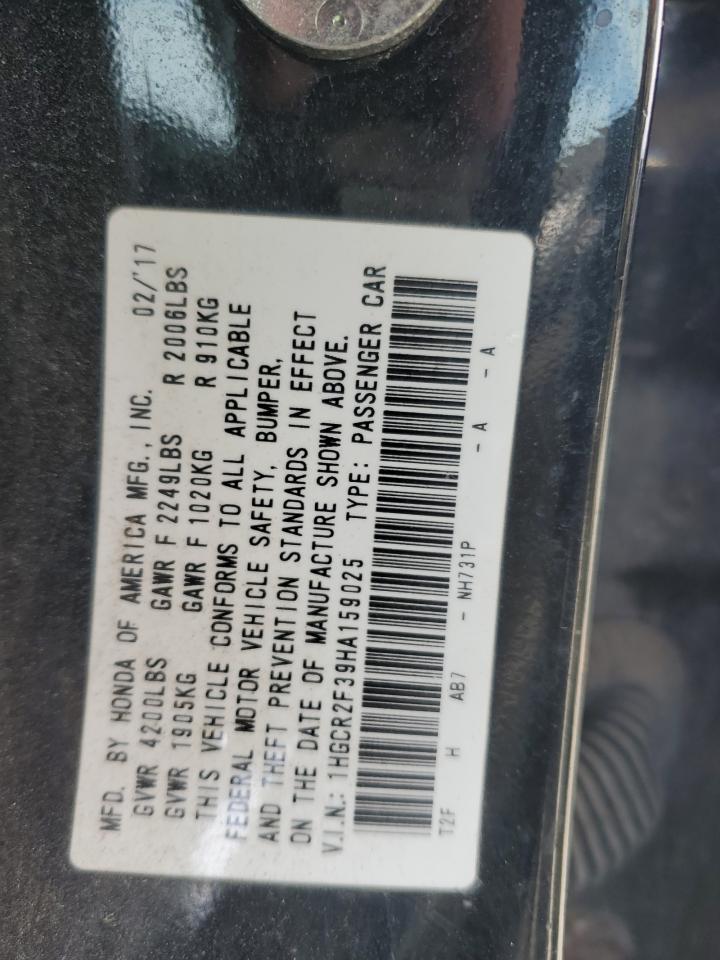 MFD. BY HONDA OF AMERICA MFG., INC. 02/'17
GVWR 4200LBS GAWR F 2249LBS R 2006LBS
GVWR 1905KG GAWR F 1020KG R 910KG
THIS VEHICLE CONFORMS TO ALL APPLICABLE
FEDERAL MOTOR VEHICLE SAFETY, BUMPER,
AND THEFT PREVENTION STANDARDS IN EFFECT
ON THE DATE OF MANUFACTURE SHOWN ABOVE.
V.I.N.: 1HGCR2F39HA159025 TYPE: PASSENGER CAR
T2F H AB7 - NH731P - A - A